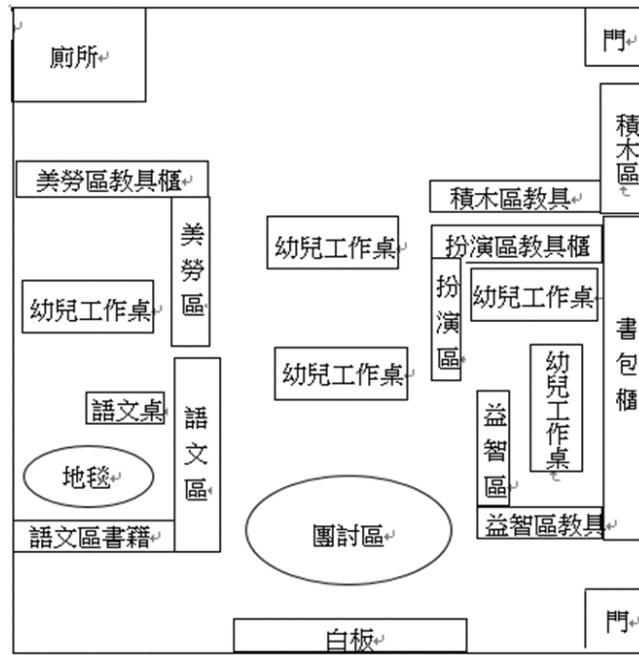 廁所
門
積木區
美勞區教具櫃
積木區教具
美勞區
幼兒工作桌
扮演區教具櫃
扮演區
幼兒工作桌
幼兒工作桌
書包櫃
幼兒工作桌
幼兒工作桌
語文桌
語文區
益智區
地毯
語文區書籍
團討區
益智區教具
門
白板